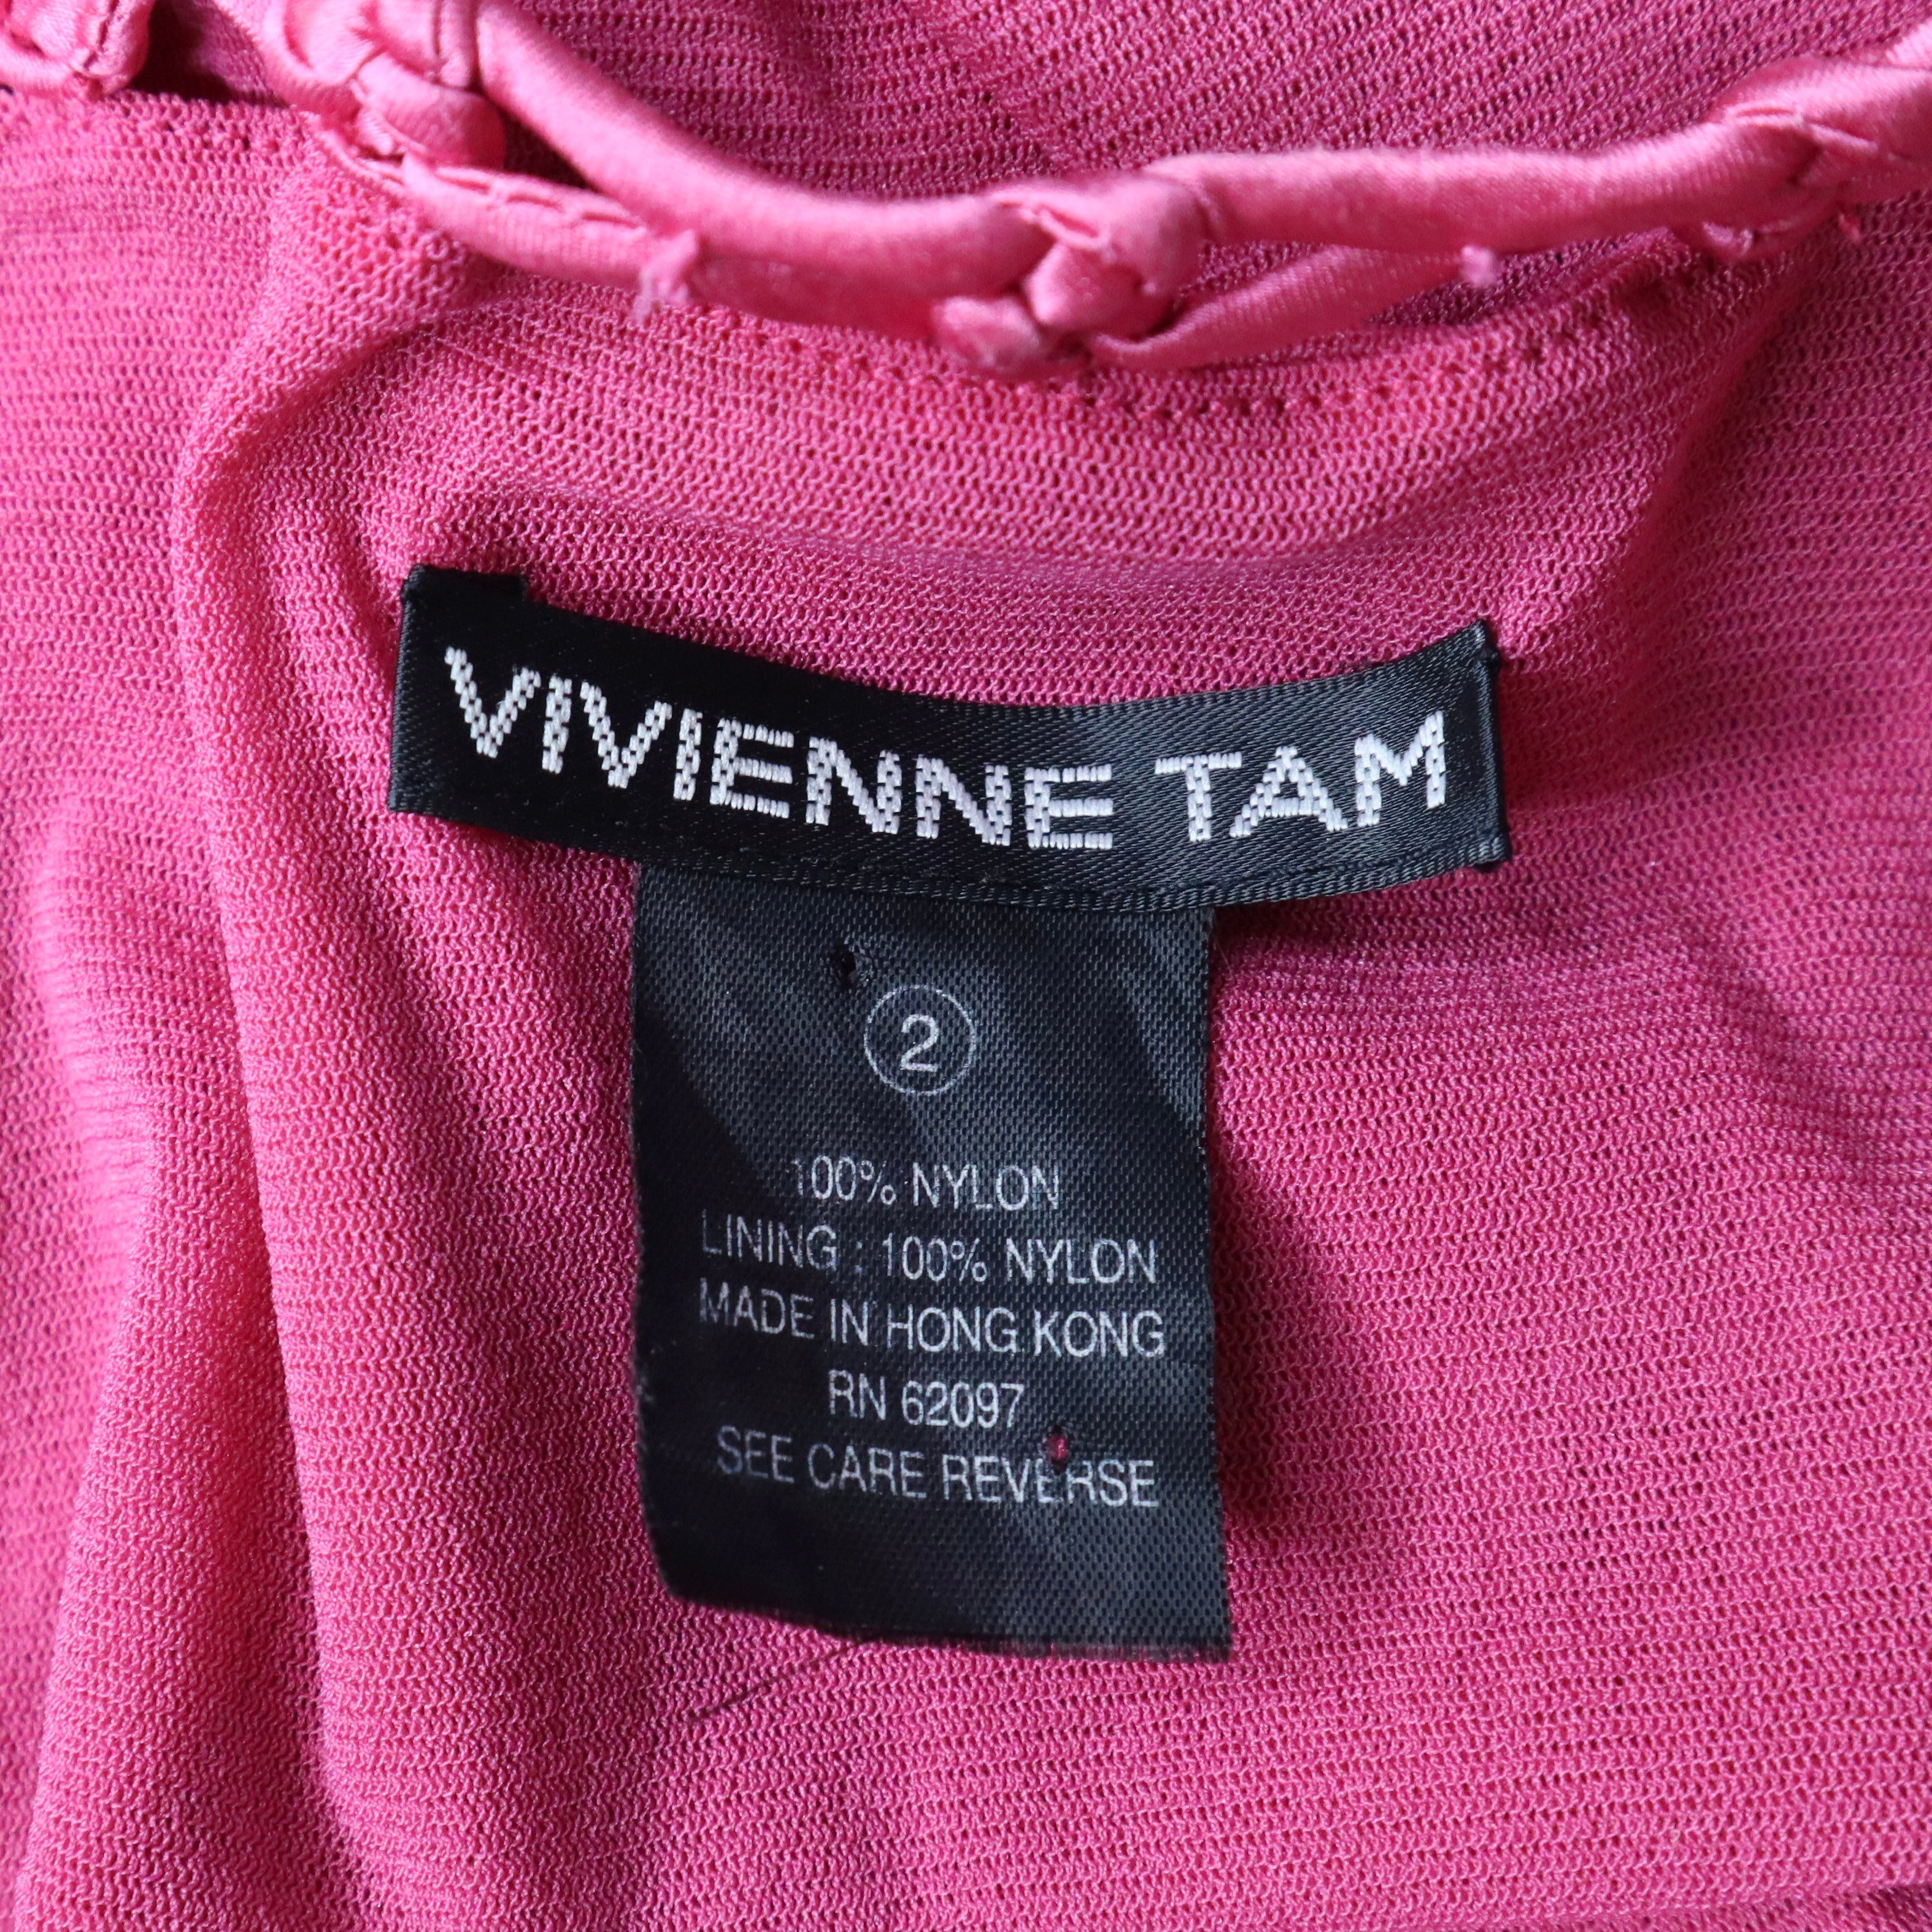 VIVIENNE TAM
2
100% NYLON
LINING : 100% NYLON
MADE IN HONG KONG
RN 62097
SEE CARE REVERSE